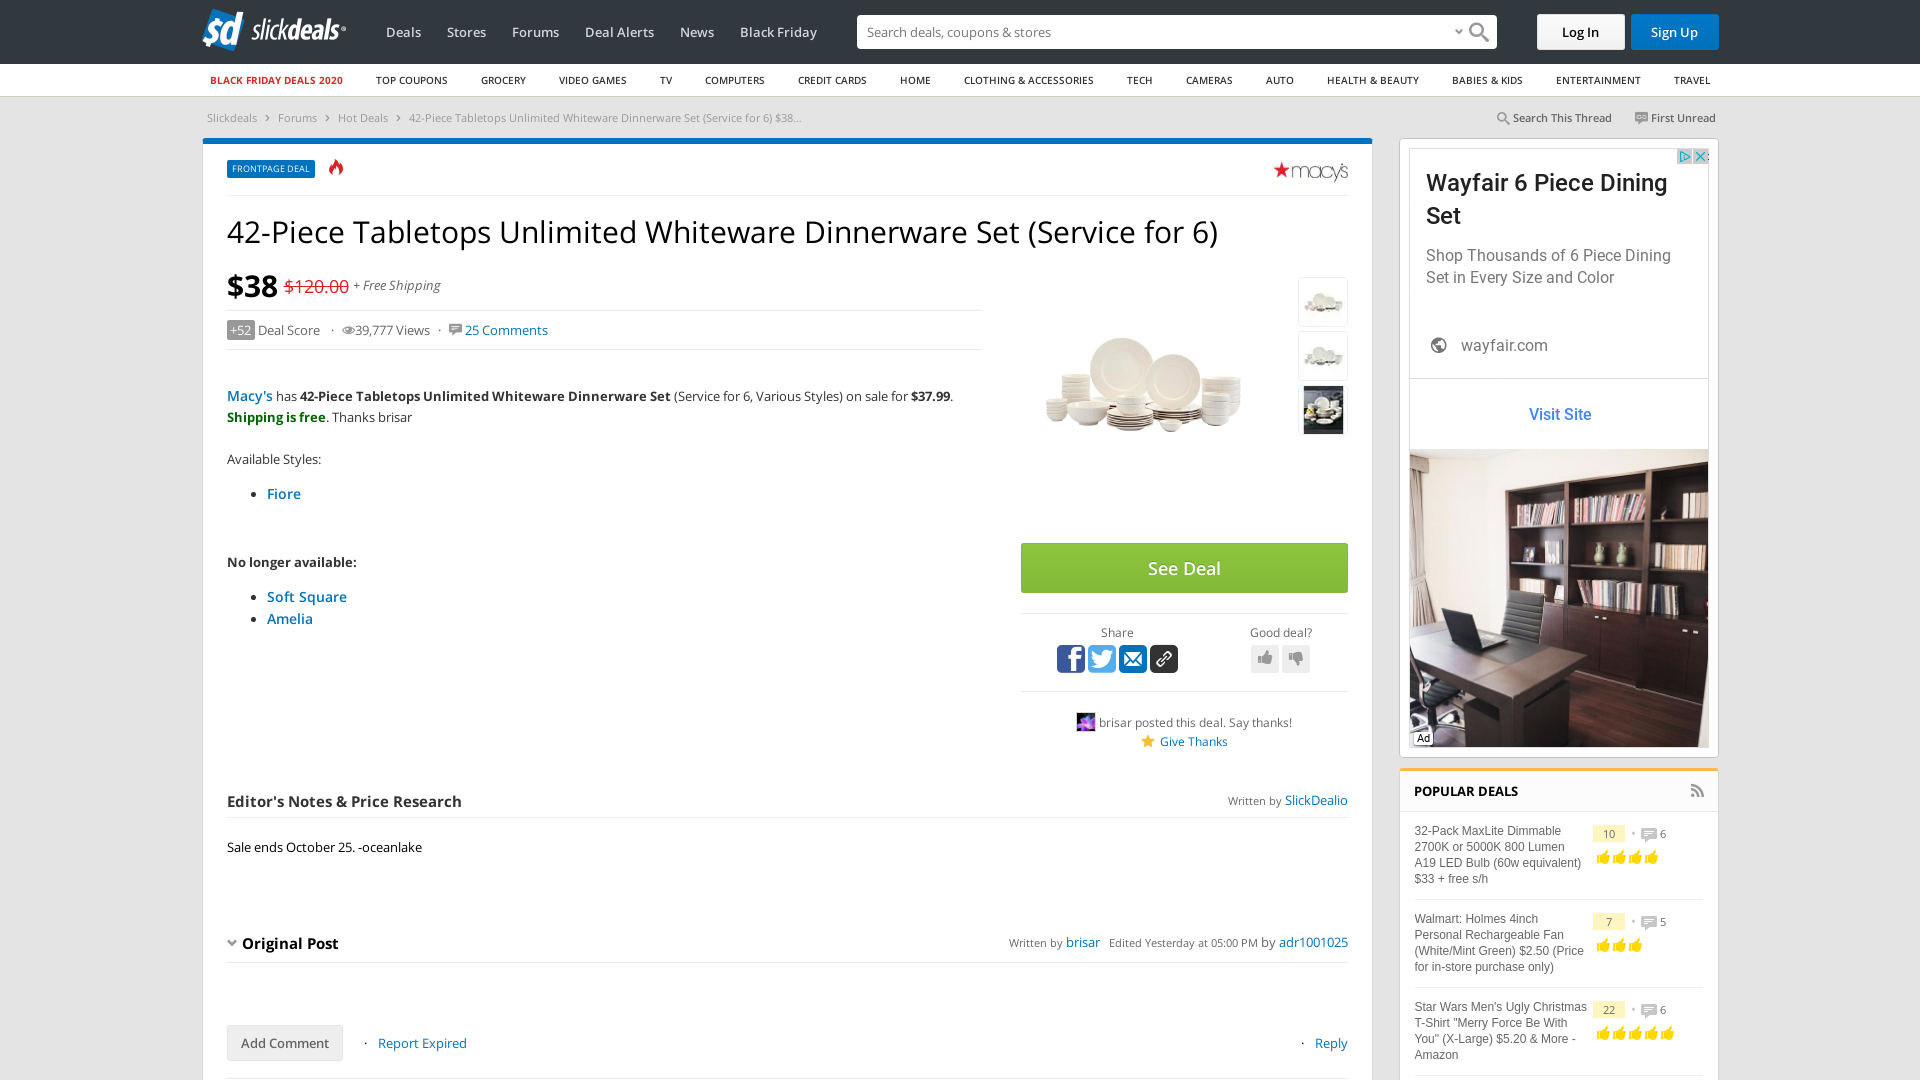 sd slickdeals
Deals
Stores
Forums
Deal Alerts
News
Black Friday
Search deals, coupons & shopping
Log In
Sign Up
BLACK FRIDAY DEALS 2020
TOP COUPONS
GROCERY
VIDEO GAMES
TV
COMPUTERS
CREDIT CARDS
HOME
CLOTHING & ACCESSORIES
TECH
CAMERAS
AUTO
HEALTH & BEAUTY
BABIES & KIDS
ENTERTAINMENT
TRAVEL
Slickdeals › Forums › Hot Deals › 42-Piece Tabletops Unlimited Whiteware Dinnerware Set (Service for 6) $38...
Search This Thread
First Unread
FRONTPAGE DEAL
macy's
42-Piece Tabletops Unlimited Whiteware Dinnerware Set (Service for 6)
$38 $120.00 + Free Shipping
+52 Deal Score · 39,777 Views · 25 Comments
Macy's has 42-Piece Tabletops Unlimited Whiteware Dinnerware Set (Service for 6, Various Styles) on sale for $37.99.
Shipping is free. Thanks brisar
Available Styles:
Fiore
No longer available:
Soft Square
Amelia
See Deal
Share
Good deal?
brisar posted this deal. Say thanks!
Give Thanks
Editor's Notes & Price Research
Written by SlickDealio
Sale ends October 25. -oceanlake
Original Post
Written by brisar Edited Yesterday at 05:00 PM by adr1001025
Add Comment
· Report Expired
· Reply
Wayfair 6 Piece Dining
Set
Shop Thousands of 6 Piece Dining
Set in Every Size and Color
wayfair.com
Visit Site
Ad
POPULAR DEALS
32-Pack MaxLite Dimmable
2700K or 5000K 800 Lumen
A19 LED Bulb (60w equivalent)
$33 + free s/h
10 • 6
Walmart: Holmes 4inch
Personal Rechargeable Fan
(White/Mint Green) $2.50 (Price
for in-store purchase only)
7 • 5
Star Wars Men's Ugly Christmas
T-Shirt "Merry Force Be With
You" (X-Large) $5.20 & More -
Amazon
22 • 6